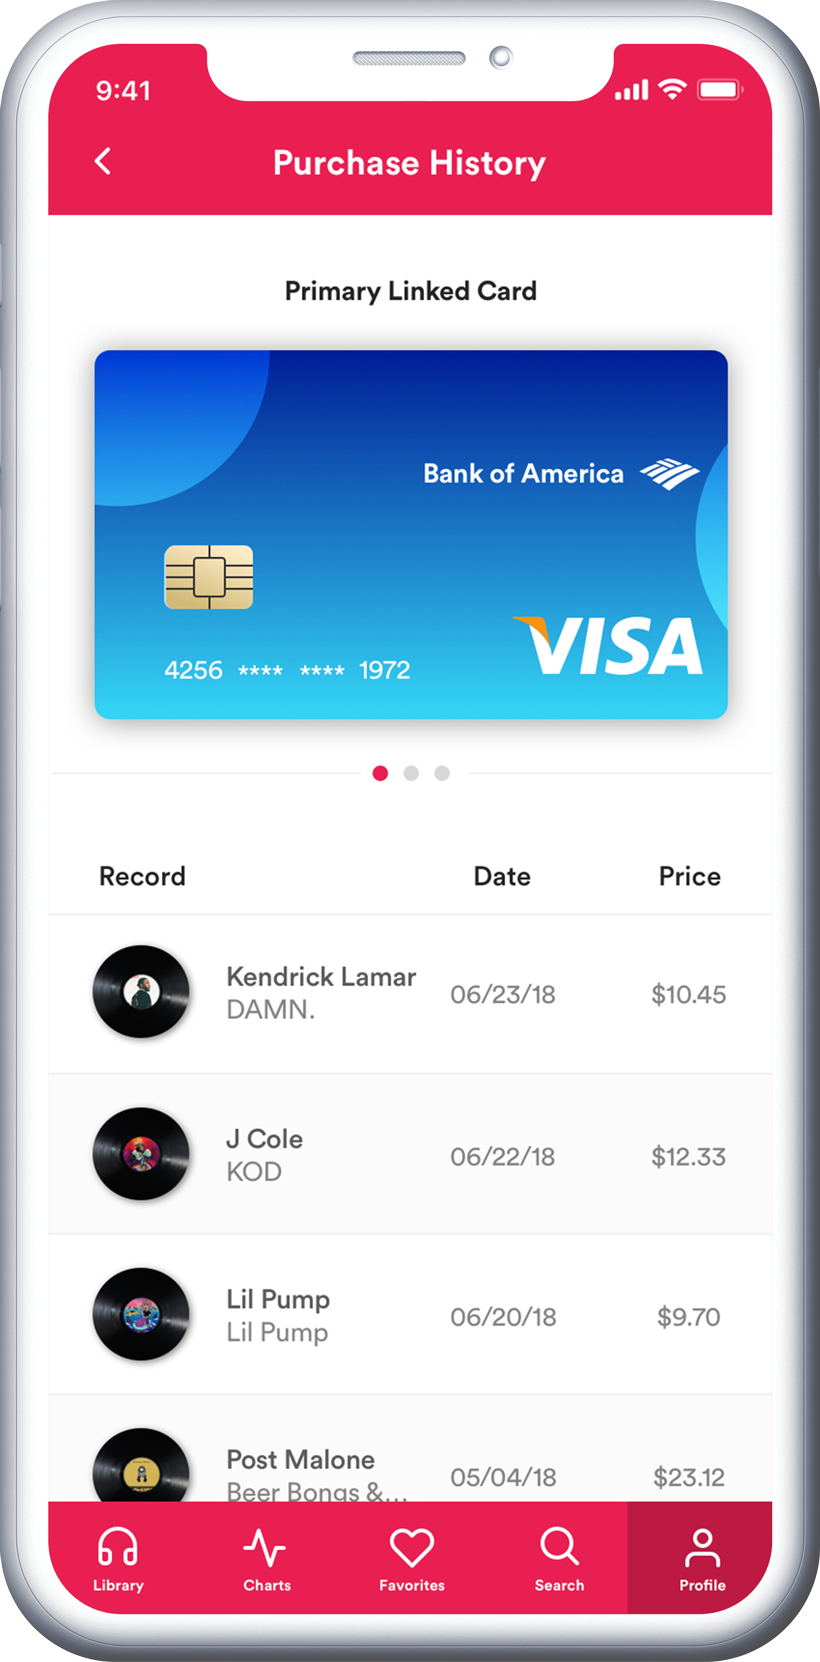 9:41
Purchase History
Primary Linked Card
Bank of America
VISA
4256 **** **** 1972
Record Date Price
Kendrick Lamar
DAMN.
06/23/18 $10.45
J Cole
KOD
06/22/18 $12.33
Lil Pump
Lil Pump
06/20/18 $9.70
Post Malone
Beer Bongs &...
05/04/18 $23.12
Library Charts Favorites Search Profile